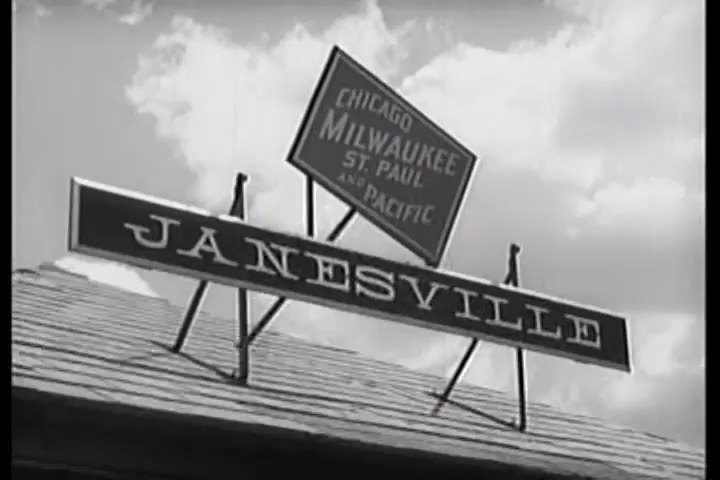 CHICAGO
MILWAUKEE
ST. PAUL
AND PACIFIC
JANESVILLE